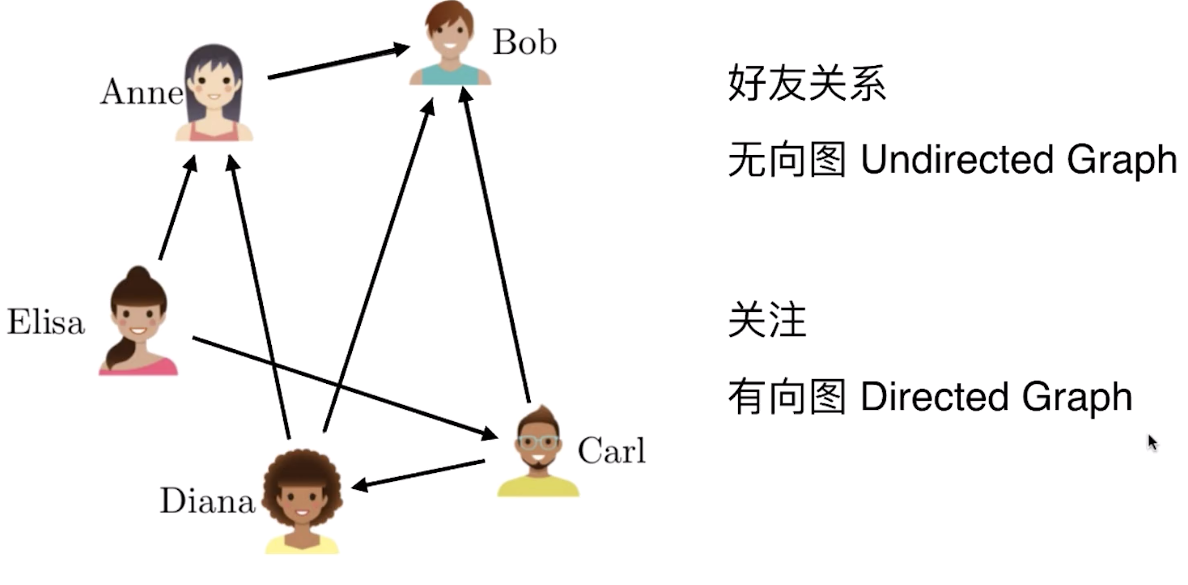 Anne
Bob
Elisa
Carl
Diana
好友关系
无向图 Undirected Graph
关注
有向图 Directed Graph